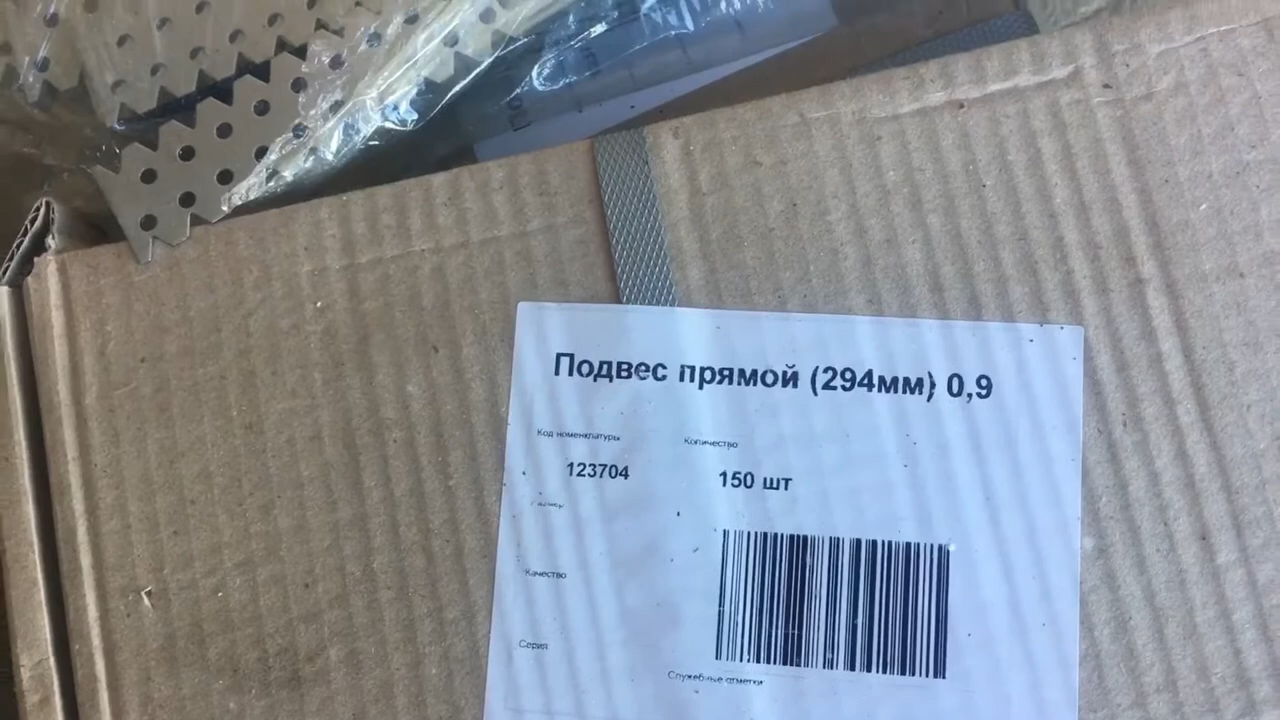 Подвес прямой (294мм) 0,9
Код номенклатуры Количество
123704 150 шт
Качество
Серия
Служебные отметки